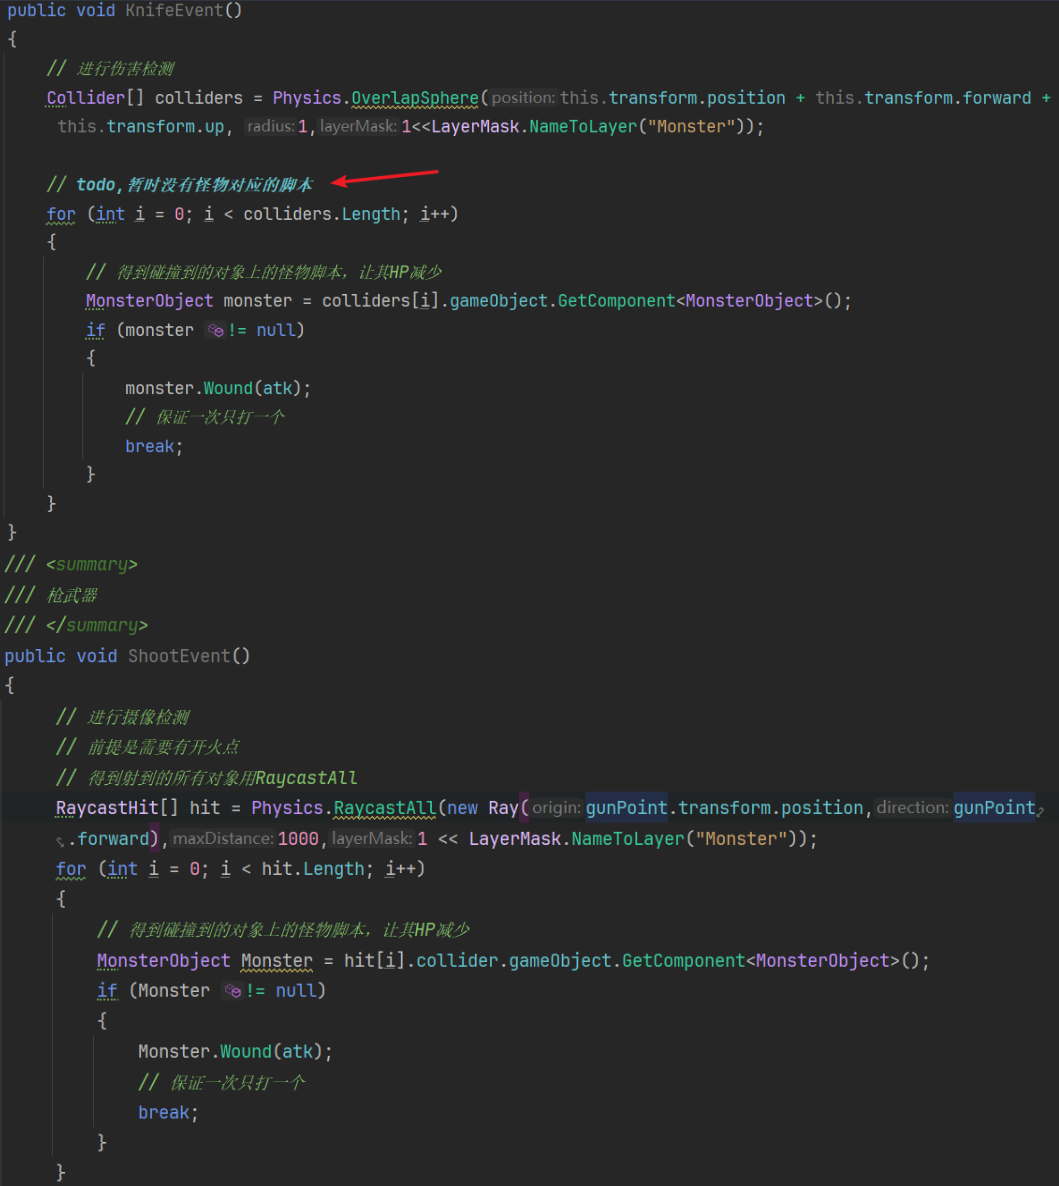 public void KnifeEvent()
{
// 进行伤害检测
Collider[] colliders = Physics.OverlapSphere(position:this.transform.position + this.transform.forward +
this.transform.up, radius:1,layerMask:1<<LayerMask.NameToLayer("Monster"));
// todo,暂时没有怪物对应的脚本
for (int i = 0; i < colliders.Length; i++)
{
// 得到碰撞到的对象上的怪物脚本，让其HP减少
MonsterObject monster = colliders[i].gameObject.GetComponent<MonsterObject>();
if (monster != null)
{
monster.Wound(atk);
// 保证一次只打一个
break;
}
}
}
/// <summary>
/// 枪武器
/// </summary>
public void ShootEvent()
{
// 进行摄像检测
// 前提是需要有开火点
// 得到射到的所有对象用RaycastAll
RaycastHit[] hit = Physics.RaycastAll(new Ray(origin:gunPoint.transform.position,direction:gunPoint
.forward),maxDistance:1000,layerMask:1 << LayerMask.NameToLayer("Monster"));
for (int i = 0; i < hit.Length; i++)
{
// 得到碰撞到的对象上的怪物脚本，让其HP减少
MonsterObject Monster = hit[i].collider.gameObject.GetComponent<MonsterObject>();
if (Monster != null)
{
Monster.Wound(atk);
// 保证一次只打一个
break;
}
}